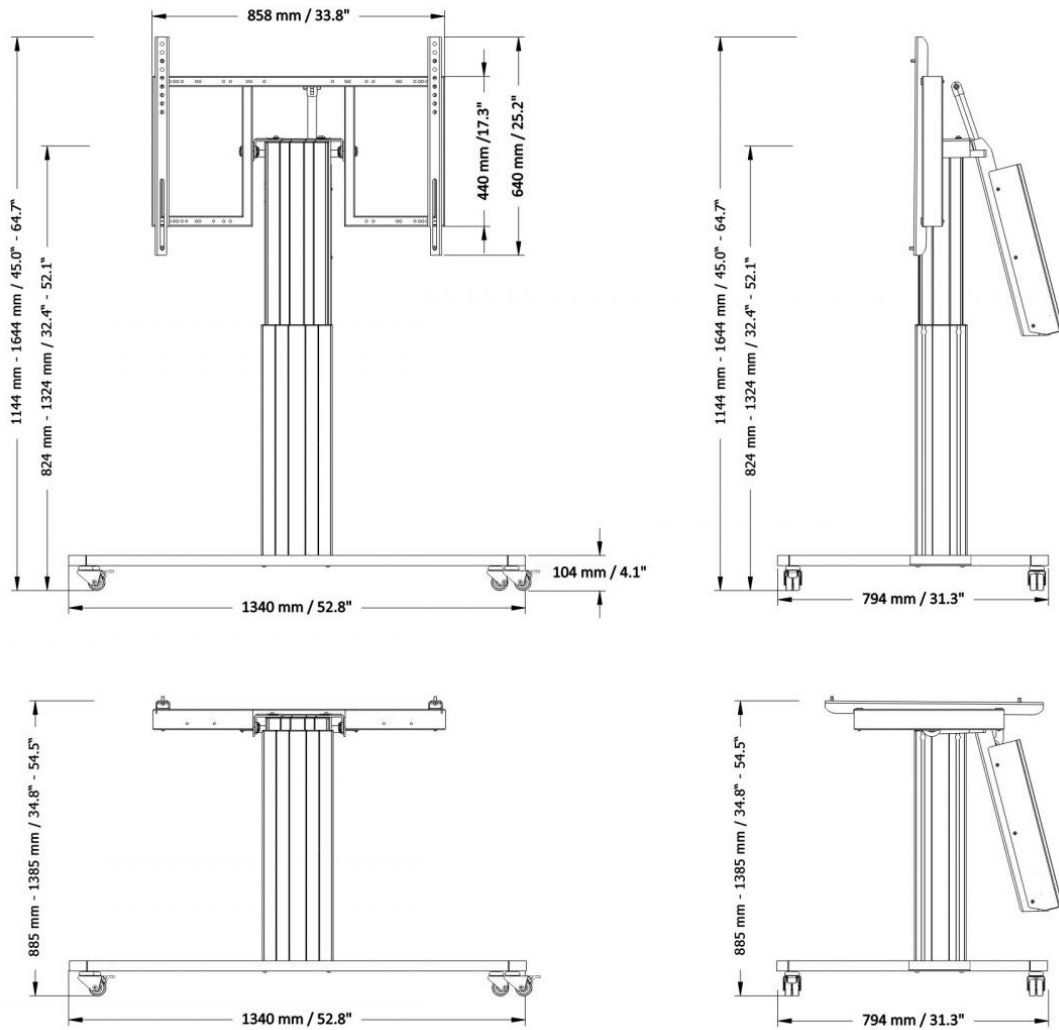 858 mm / 33.8"
440 mm /17.3"
640 mm / 25.2"
1144 mm - 1644 mm / 45.0" - 64.7"
824 mm - 1324 mm / 32.4" - 52.1"
104 mm / 4.1"
1340 mm / 52.8"
1144 mm - 1644 mm / 45.0" - 64.7"
824 mm - 1324 mm / 32.4" - 52.1"
794 mm / 31.3"
885 mm - 1385 mm / 34.8" - 54.5"
1340 mm / 52.8"
885 mm - 1385 mm / 34.8" - 54.5"
794 mm / 31.3"